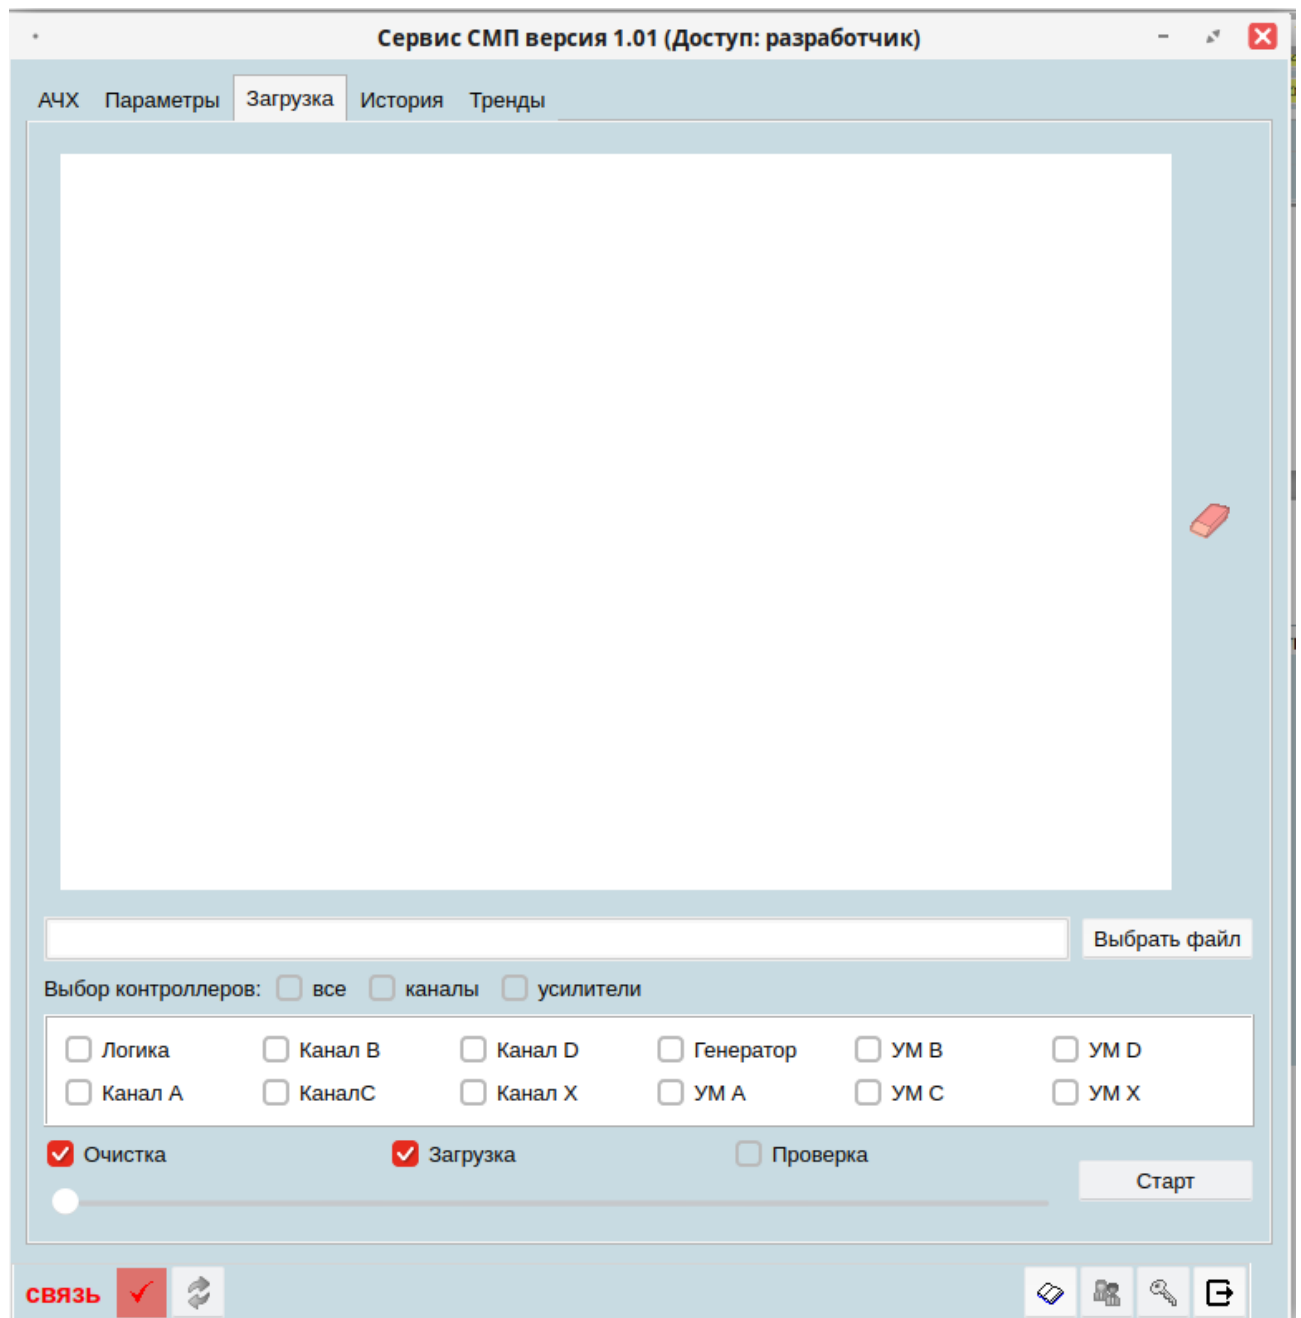 Сервис СМП версия 1.01 (Доступ: разработчик)
АЧХ Параметры Загрузка История Тренды
Выбрать файл
Выбор контроллеров: все каналы усилители
Логика Канал B Канал D Генератор УМ B УМ D
Канал A КаналC Канал X УМ A УМ C УМ X
Очистка Загрузка Проверка
Старт
связь